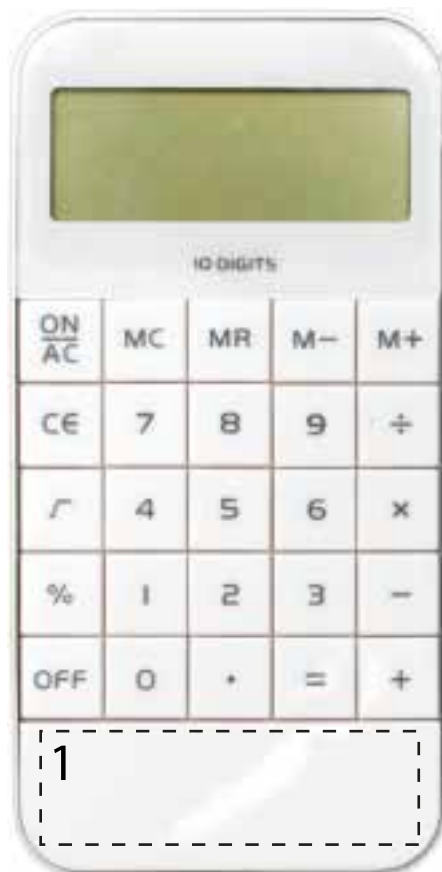 10 DIGITS
ON
AC MC MR M− M+
CE 7 8 9 ÷
√ 4 5 6 ×
% 1 2 3 −
OFF 0 . = +
1